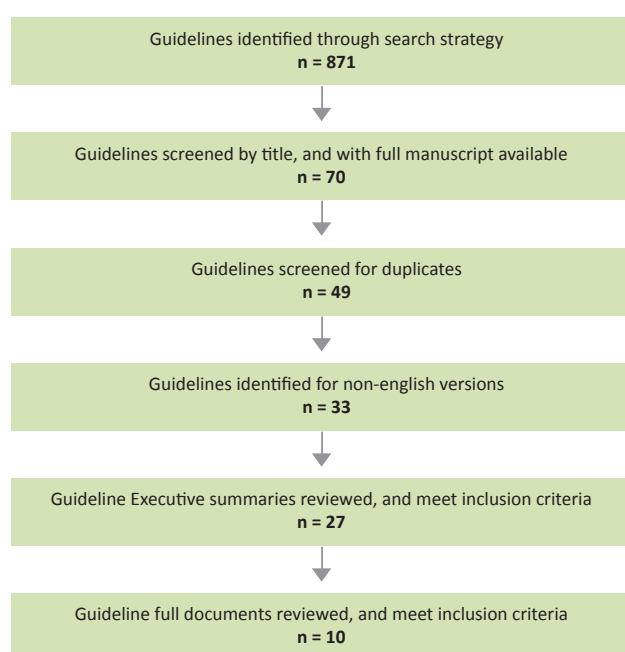 Guidelines identified through search strategy
n = 871
Guidelines screened by title, and with full manuscript available
n = 70
Guidelines screened for duplicates
n = 49
Guidelines identified for non-english versions
n = 33
Guideline Executive summaries reviewed, and meet inclusion criteria
n = 27
Guideline full documents reviewed, and meet inclusion criteria
n = 10